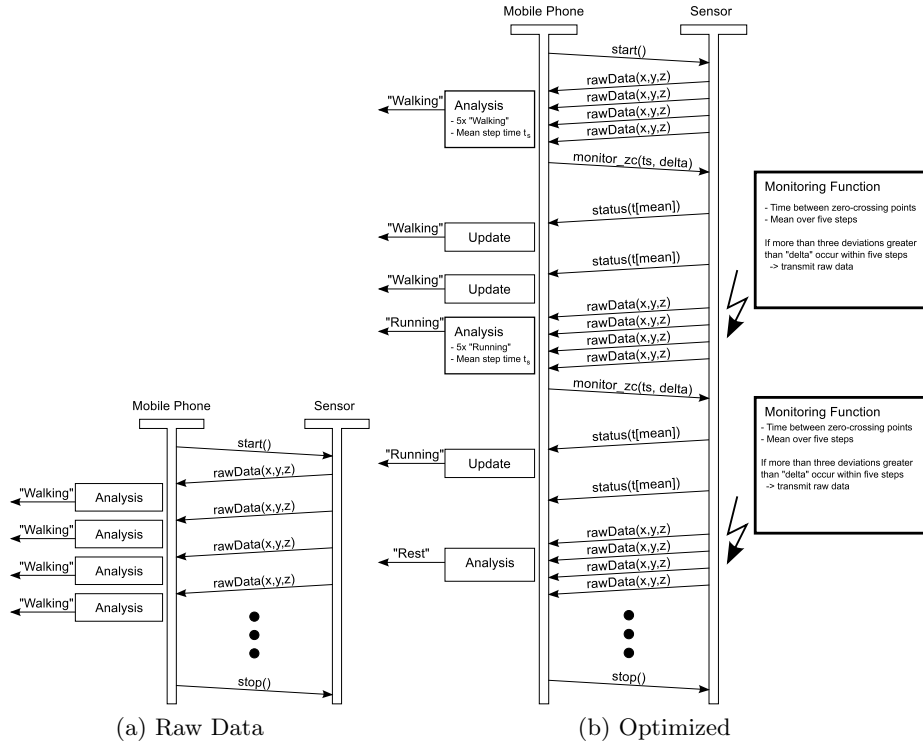 Mobile Phone
Sensor
start()
rawData(x,y,z)
rawData(x,y,z)
rawData(x,y,z)
rawData(x,y,z)
"Walking"
Analysis
- 5x "Walking"
- Mean step time ts
monitor_zc(ts, delta)
Monitoring Function
- Time between zero-crossing points
- Mean over five steps
If more than three deviations greater
than "delta" occur within five steps
-> transmit raw data
status(t[mean])
"Walking"
Update
status(t[mean])
"Walking"
Update
rawData(x,y,z)
rawData(x,y,z)
rawData(x,y,z)
rawData(x,y,z)
"Running"
Analysis
- 5x "Running"
- Mean step time ts
monitor_zc(ts, delta)
Monitoring Function
- Time between zero-crossing points
- Mean over five steps
If more than three deviations greater
than "delta" occur within five steps
-> transmit raw data
status(t[mean])
"Running"
Update
status(t[mean])
rawData(x,y,z)
rawData(x,y,z)
rawData(x,y,z)
rawData(x,y,z)
"Rest"
Analysis
stop()
Mobile Phone
Sensor
start()
rawData(x,y,z)
"Walking"
Analysis
rawData(x,y,z)
"Walking"
Analysis
rawData(x,y,z)
"Walking"
Analysis
rawData(x,y,z)
"Walking"
Analysis
stop()
(a) Raw Data
(b) Optimized